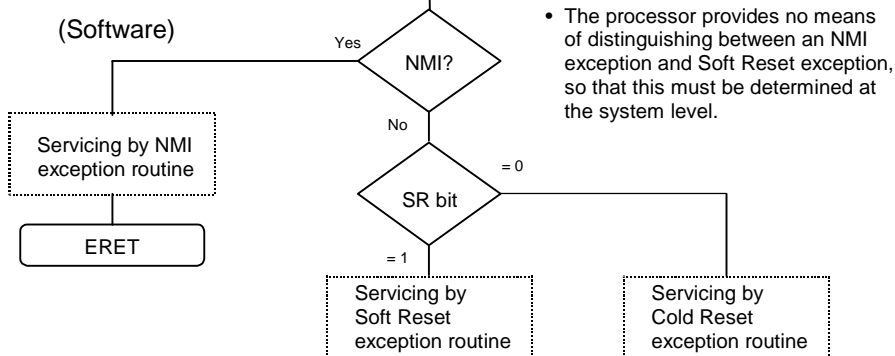 (Software)
Yes
NMI?
• The processor provides no means
of distinguishing between an NMI
exception and Soft Reset exception,
so that this must be determined at
the system level.
No
Servicing by NMI
exception routine
= 0
SR bit
ERET
= 1
Servicing by
Soft Reset
exception routine
Servicing by
Cold Reset
exception routine